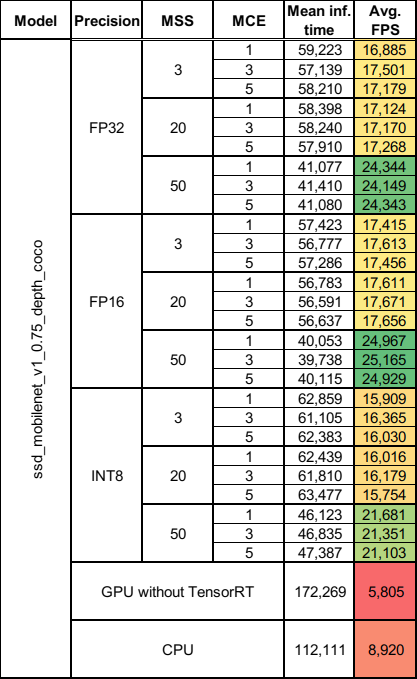 Model Precision MSS MCE Mean inf. time Avg. FPS
ssd_mobilenet_v1_0.75_depth_coco
FP32
3
1 59,223 16,885
3 57,139 17,501
5 58,210 17,179
20
1 58,398 17,124
3 58,240 17,170
5 57,910 17,268
50
1 41,077 24,344
3 41,410 24,149
5 41,080 24,343
FP16
3
1 57,423 17,415
3 56,777 17,613
5 57,286 17,456
20
1 56,783 17,611
3 56,591 17,671
5 56,637 17,656
50
1 40,053 24,967
3 39,738 25,165
5 40,115 24,929
INT8
3
1 62,859 15,909
3 61,105 16,365
5 62,383 16,030
20
1 62,439 16,016
3 61,810 16,179
5 63,477 15,754
50
1 46,123 21,681
3 46,835 21,351
5 47,387 21,103
GPU without TensorRT 172,269 5,805
CPU 112,111 8,920